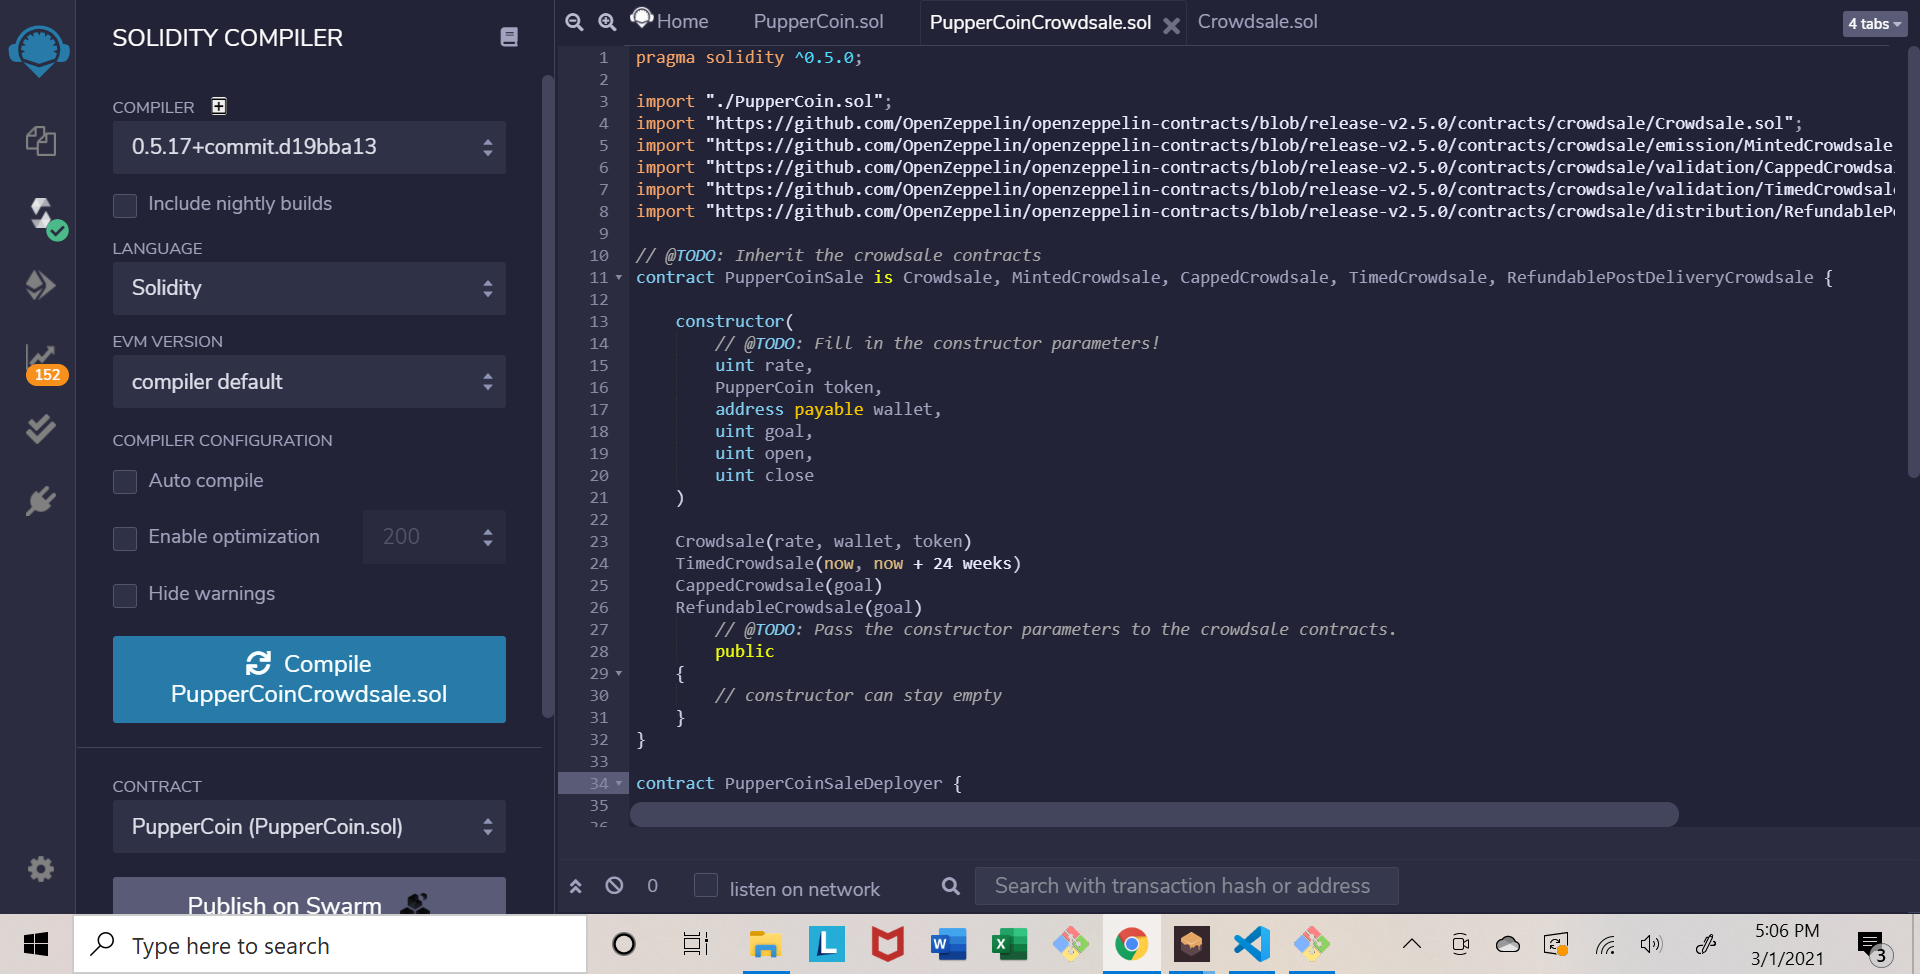 SOLIDITY COMPILER
COMPILER
0.5.17+commit.d19bba13
Include nightly builds
LANGUAGE
Solidity
EVM VERSION
compiler default
COMPILER CONFIGURATION
Auto compile
Enable optimization
200
Hide warnings
Compile
PupperCoinCrowdsale.sol
CONTRACT
PupperCoin (PupperCoin.sol)
Publish on Swarm
152
Home PupperCoin.sol PupperCoinCrowdsale.sol Crowdsale.sol 4 tabs
1 pragma solidity ^0.5.0;
2
3 import "./PupperCoin.sol";
4 import "https://github.com/OpenZeppelin/openzeppelin-contracts/blob/release-v2.5.0/contracts/crowdsale/Crowdsale.sol";
5 import "https://github.com/OpenZeppelin/openzeppelin-contracts/blob/release-v2.5.0/contracts/crowdsale/emission/MintedCrowdsale
6 import "https://github.com/OpenZeppelin/openzeppelin-contracts/blob/release-v2.5.0/contracts/crowdsale/validation/CappedCrowdsa
7 import "https://github.com/OpenZeppelin/openzeppelin-contracts/blob/release-v2.5.0/contracts/crowdsale/validation/TimedCrowdsale
8 import "https://github.com/OpenZeppelin/openzeppelin-contracts/blob/release-v2.5.0/contracts/crowdsale/distribution/RefundableP
9
10 // @TODO: Inherit the crowdsale contracts
11 contract PupperCoinSale is Crowdsale, MintedCrowdsale, CappedCrowdsale, TimedCrowdsale, RefundablePostDeliveryCrowdsale {
12
13 constructor(
14 // @TODO: Fill in the constructor parameters!
15 uint rate,
16 PupperCoin token,
17 address payable wallet,
18 uint goal,
19 uint open,
20 uint close
21 )
22
23 Crowdsale(rate, wallet, token)
24 TimedCrowdsale(now, now + 24 weeks)
25 CappedCrowdsale(goal)
26 RefundableCrowdsale(goal)
27 // @TODO: Pass the constructor parameters to the crowdsale contracts.
28 public
29 {
30 // constructor can stay empty
31 }
32 }
33
34 contract PupperCoinSaleDeployer {
35
0 listen on network Search with transaction hash or address
Type here to search
5:06 PM
3/1/2021
3